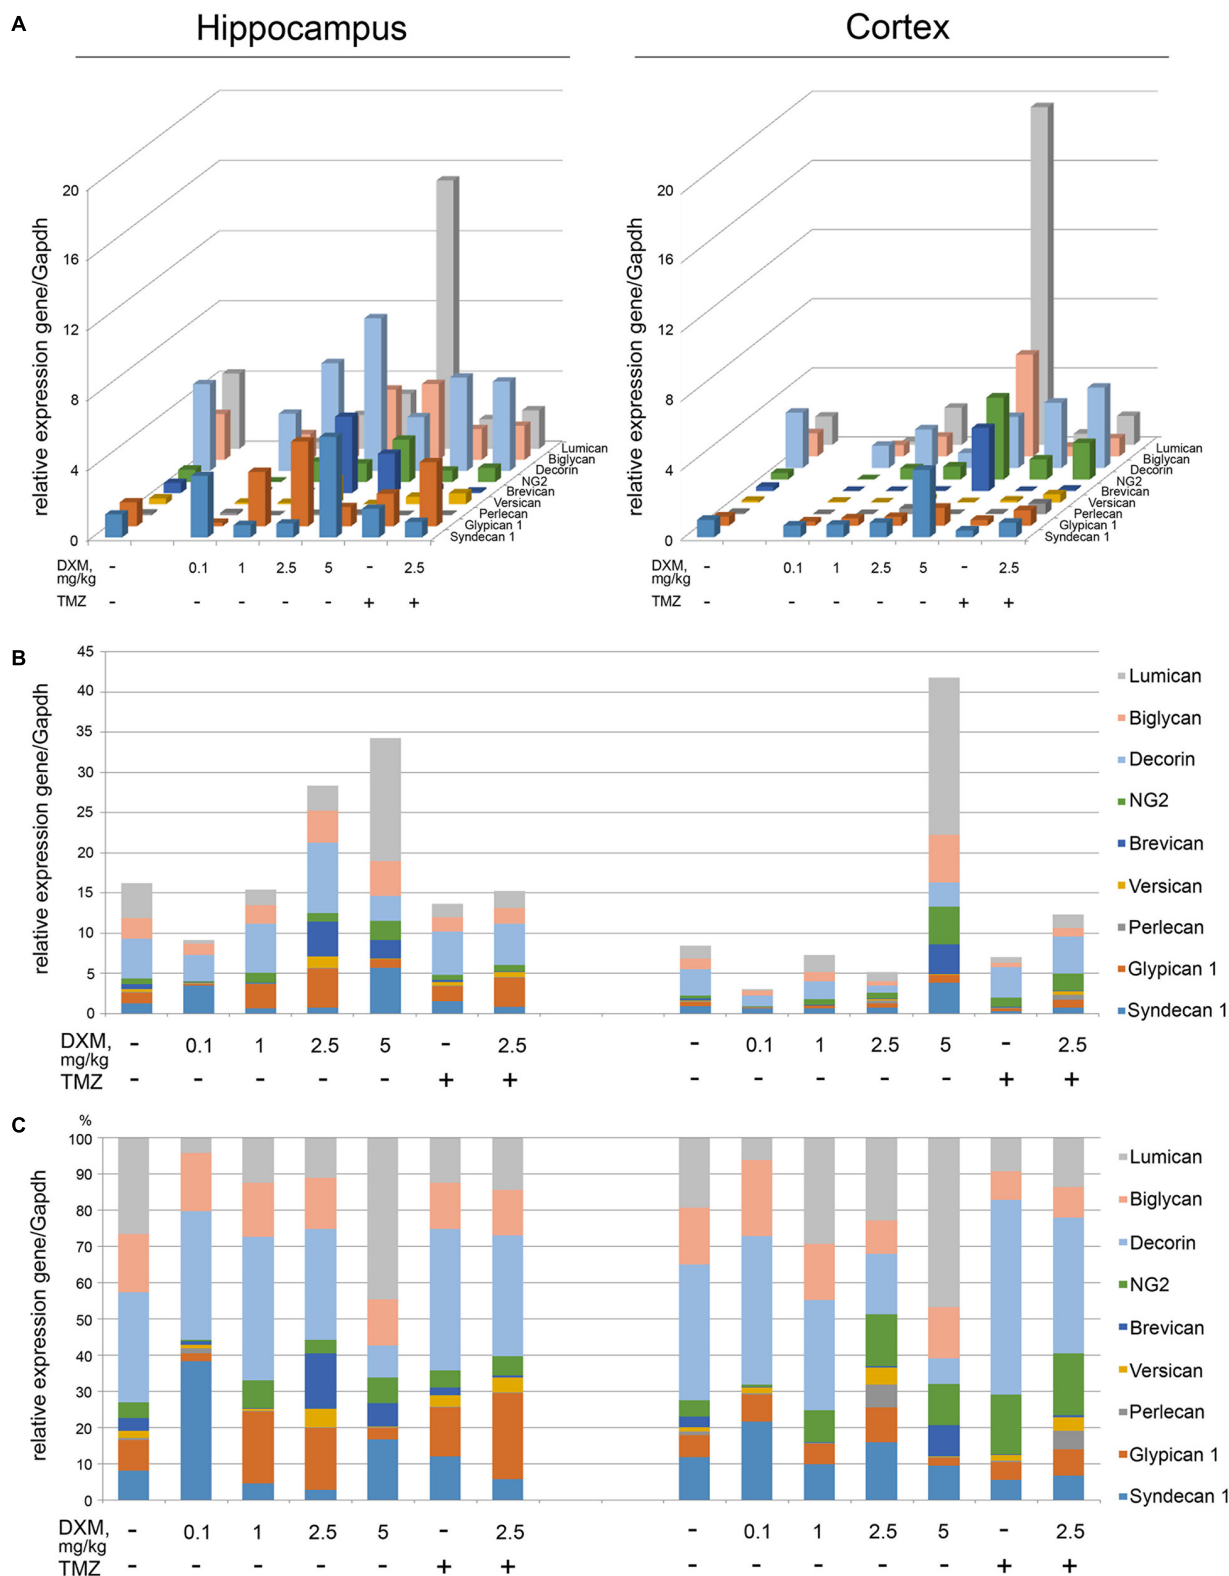 A
Hippocampus
Cortex
relative expression gene/Gapdh
20
16
12
8
4
0
Lumican
Biglycan
Decorin
NG2
Brevican
Versican
Perlecan
Glypican 1
Syndecan 1
DXM, - 0.1 1 2.5 5 - 2.5
mg/kg
TMZ - - - - - + +
relative expression gene/Gapdh
20
16
12
8
4
0
Lumican
Biglycan
Decorin
NG2
Brevican
Versican
Perlecan
Glypican 1
Syndecan 1
- 0.1 1 2.5 5 - 2.5
- - - - - + +
B
relative expression gene/Gapdh
45
40
35
30
25
20
15
10
5
0
Lumican
Biglycan
Decorin
NG2
Brevican
Versican
Perlecan
Glypican 1
Syndecan 1
DXM, - 0.1 1 2.5 5 - 2.5 - 0.1 1 2.5 5 - 2.5
mg/kg
TMZ - - - - - + + - - - - - + +
C
%
relative expression gene/Gapdh
100
90
80
70
60
50
40
30
20
10
0
Lumican
Biglycan
Decorin
NG2
Brevican
Versican
Perlecan
Glypican 1
Syndecan 1
DXM, - 0.1 1 2.5 5 - 2.5 - 0.1 1 2.5 5 - 2.5
mg/kg
TMZ - - - - - + + - - - - - + +